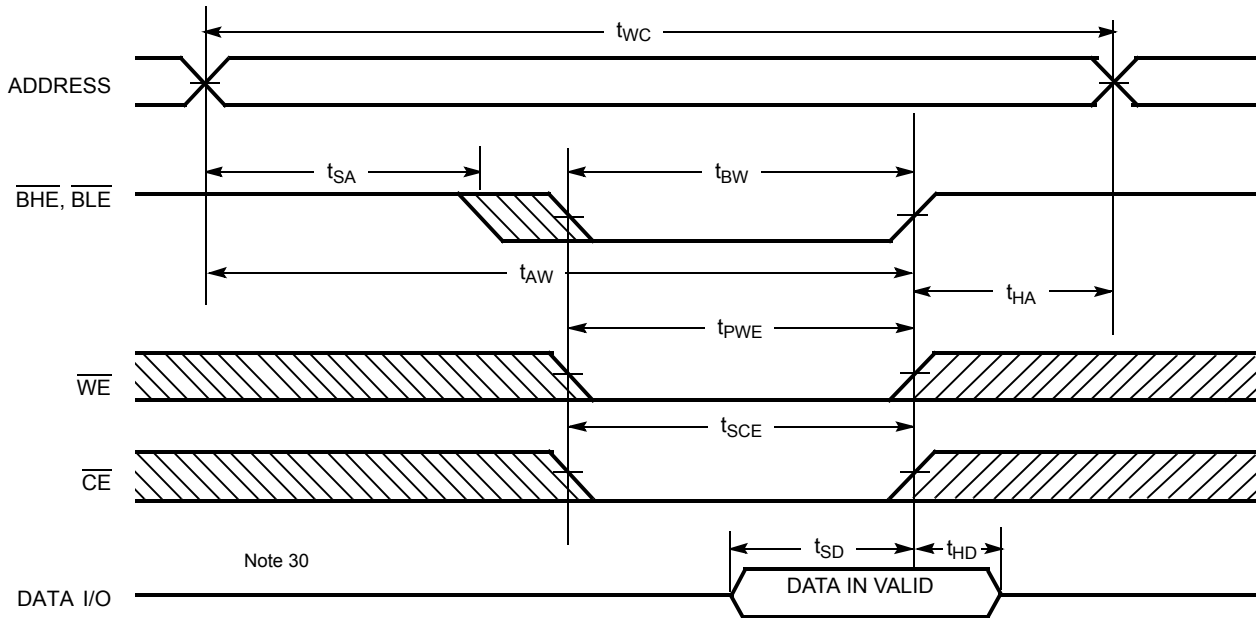 tWC
ADDRESS
tSA
tBW
BHE, BLE
tAW
tHA
tPWE
WE
tSCE
CE
tSD
tHD
Note 30
DATA IN VALID
DATA I/O